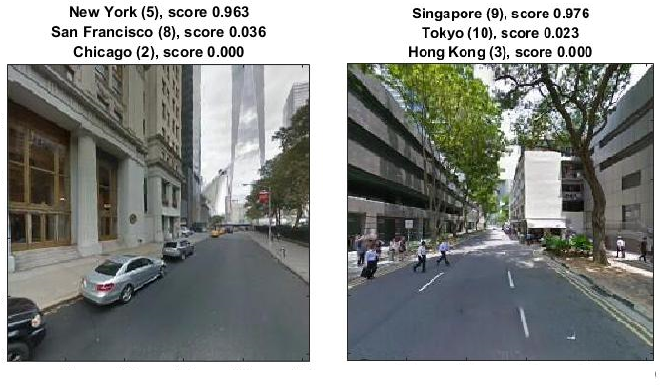 New York (5), score 0.963
San Francisco (8), score 0.036
Chicago (2), score 0.000
Singapore (9), score 0.976
Tokyo (10), score 0.023
Hong Kong (3), score 0.000